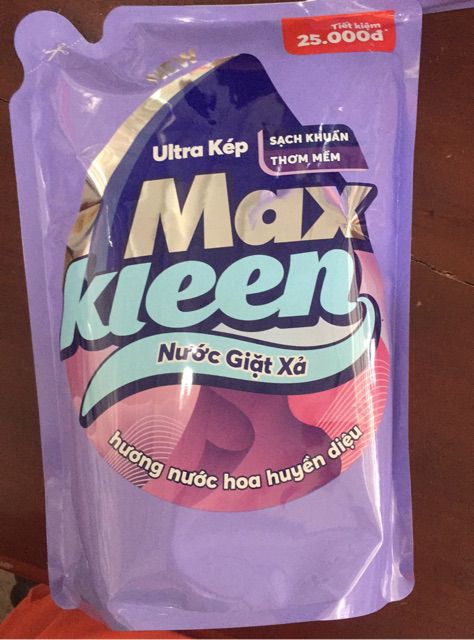 NEW
Tiết kiệm
25.000đ
Ultra Kép
SẠCH KHUẨN
THƠM MỀM
Max
kleen
Nước Giặt Xả
hương nước hoa huyền diệu